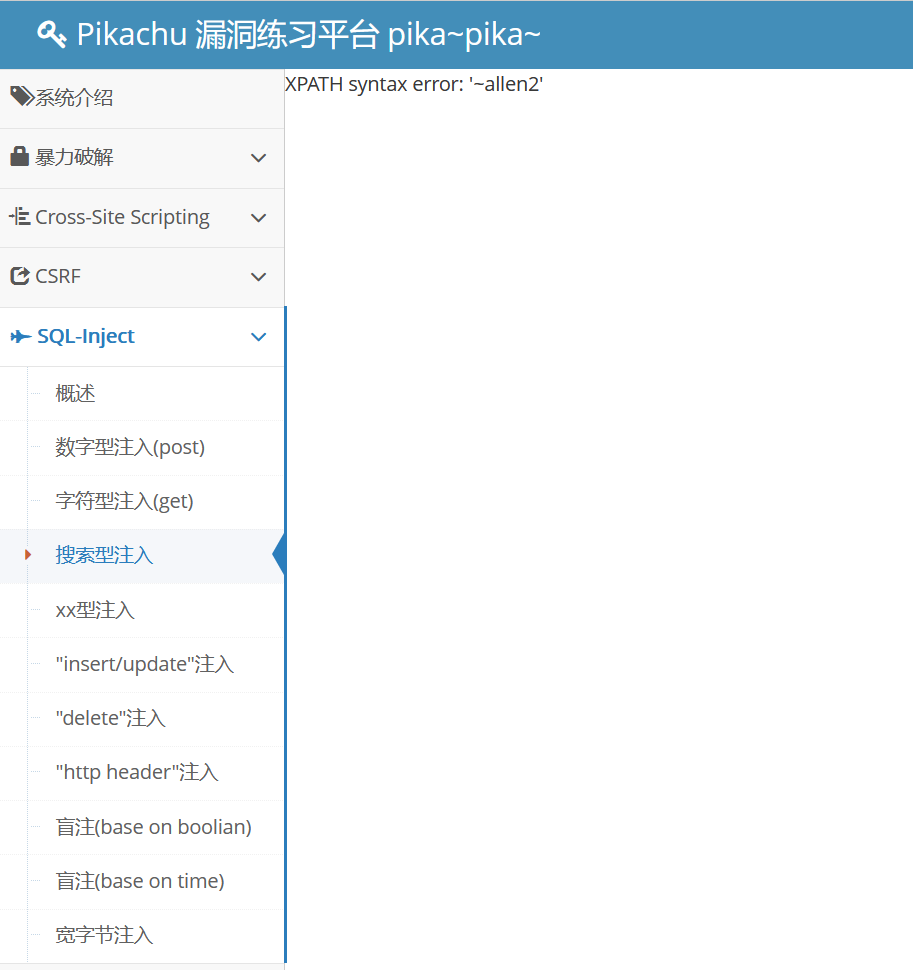 Pikachu 漏洞练习平台 pika~pika~
系统介绍
XPATH syntax error: '~allen2'
暴力破解
Cross-Site Scripting
CSRF
SQL-Inject
概述
数字型注入(post)
字符型注入(get)
搜索型注入
xx型注入
"insert/update"注入
"delete"注入
"http header"注入
盲注(base on boolian)
盲注(base on time)
宽字节注入